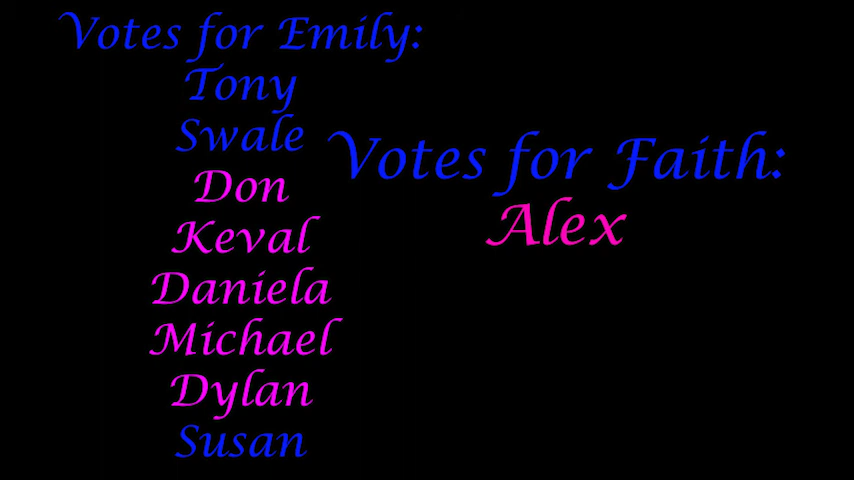 Votes for Emily:
Tony
Swale
Don
Keval
Daniela
Michael
Dylan
Susan
Votes for Faith:
Alex